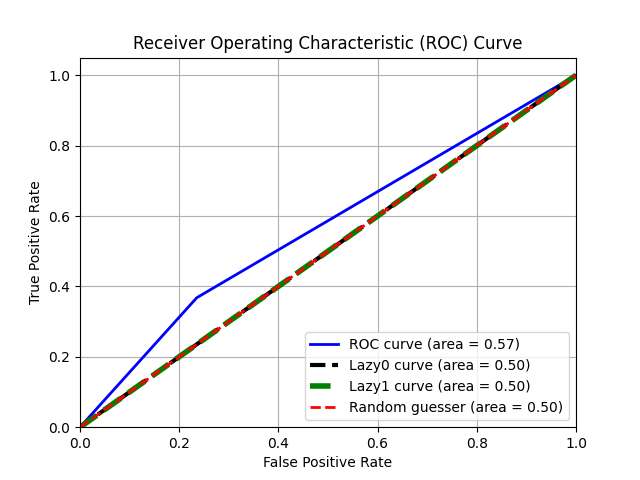 Receiver Operating Characteristic (ROC) Curve
1.0
0.8
0.6
0.4
0.2
0.0
True Positive Rate
ROC curve (area = 0.57)
Lazy0 curve (area = 0.50)
Lazy1 curve (area = 0.50)
Random guesser (area = 0.50)
0.0 0.2 0.4 0.6 0.8 1.0
False Positive Rate